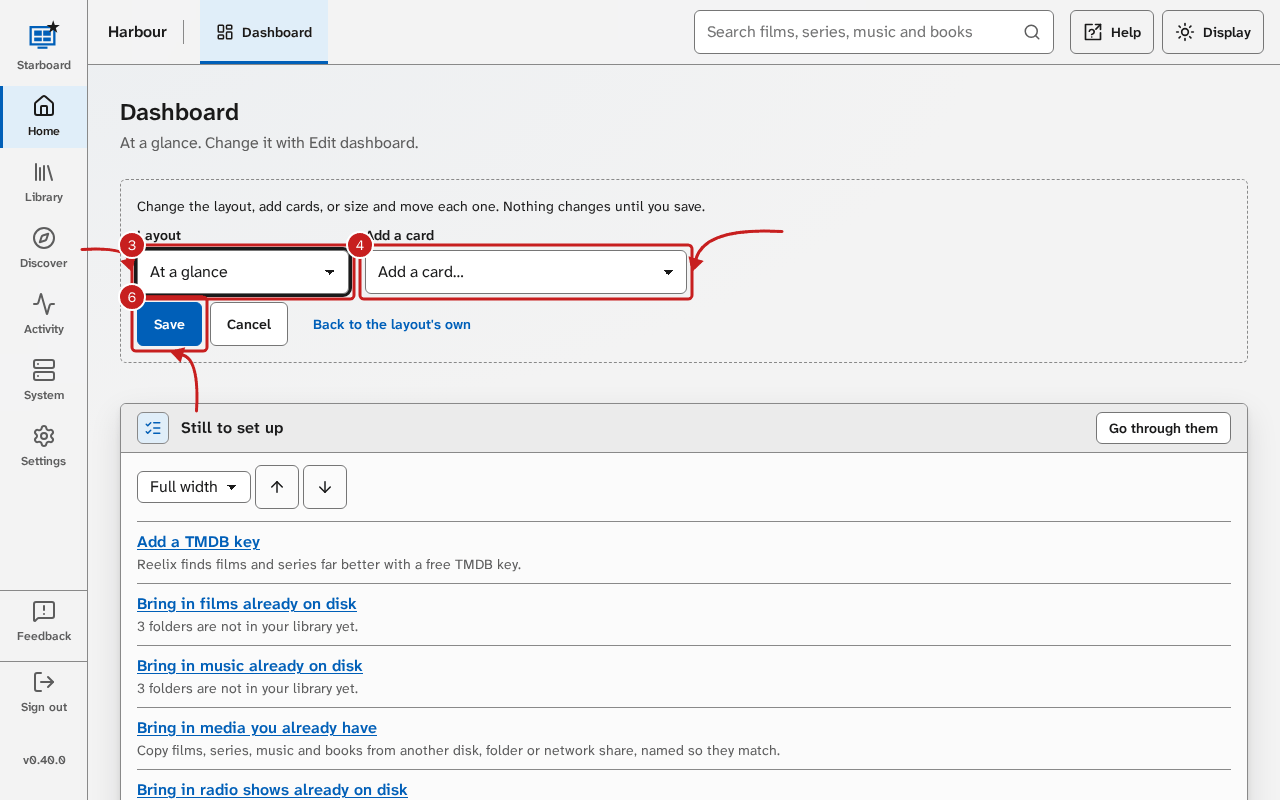 Starboard
Home
Library
Discover
Activity
System
Settings
Feedback
Sign out
v0.40.0
Harbour
Dashboard
Search films, series, music and books
Help
Display
Dashboard
At a glance. Change it with Edit dashboard.
Change the layout, add cards, or size and move each one. Nothing changes until you save.
Layout
Add a card
3
4
At a glance
Add a card...
6
Save
Cancel
Back to the layout's own
Still to set up
Go through them
Full width
Add a TMDB key
Reelix finds films and series far better with a free TMDB key.
Bring in films already on disk
3 folders are not in your library yet.
Bring in music already on disk
3 folders are not in your library yet.
Bring in media you already have
Copy films, series, music and books from another disk, folder or network share, named so they match.
Bring in radio shows already on disk